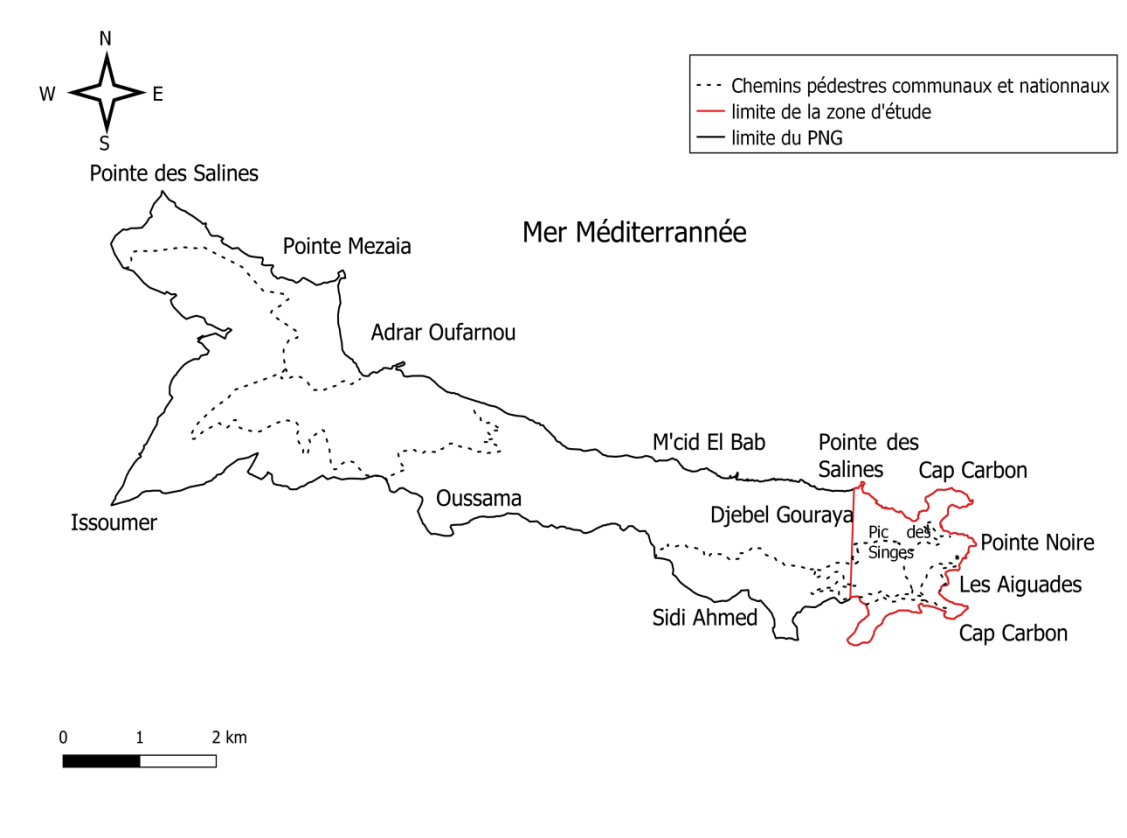 N
W
E
S
Chemins pédestres communaux et nationnaux
limite de la zone d'étude
limite du PNG
Pointe des Salines
Mer Méditerrannée
Pointe Mezaia
Adrar Oufarnou
M'cid El Bab
Pointe des
Salines
Cap Carbon
Oussama
Issoumer
Djebel Gouraya
Pic des
Singes
Pointe Noire
Les Aiguades
Sidi Ahmed
Cap Carbon
0 1 2 km